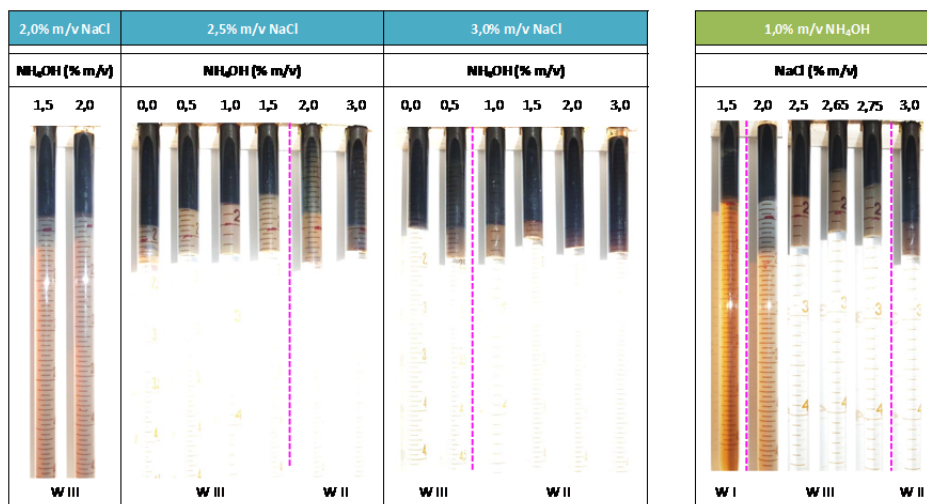 2,0% m/v NaCl 2,5% m/v NaCl 3,0% m/v NaCl 1,0% m/v NH₄OH
NH₄OH (% m/v) NH₄OH (% m/v) NH₄OH (% m/v) NaCl (% m/v)
1,5 2,0 0,0 0,5 1,0 1,5 2,0 3,0 0,0 0,5 1,0 1,5 2,0 3,0 1,5 2,0 2,5 2,65 2,75 3,0
W III W III W II W III W II W I W III W II